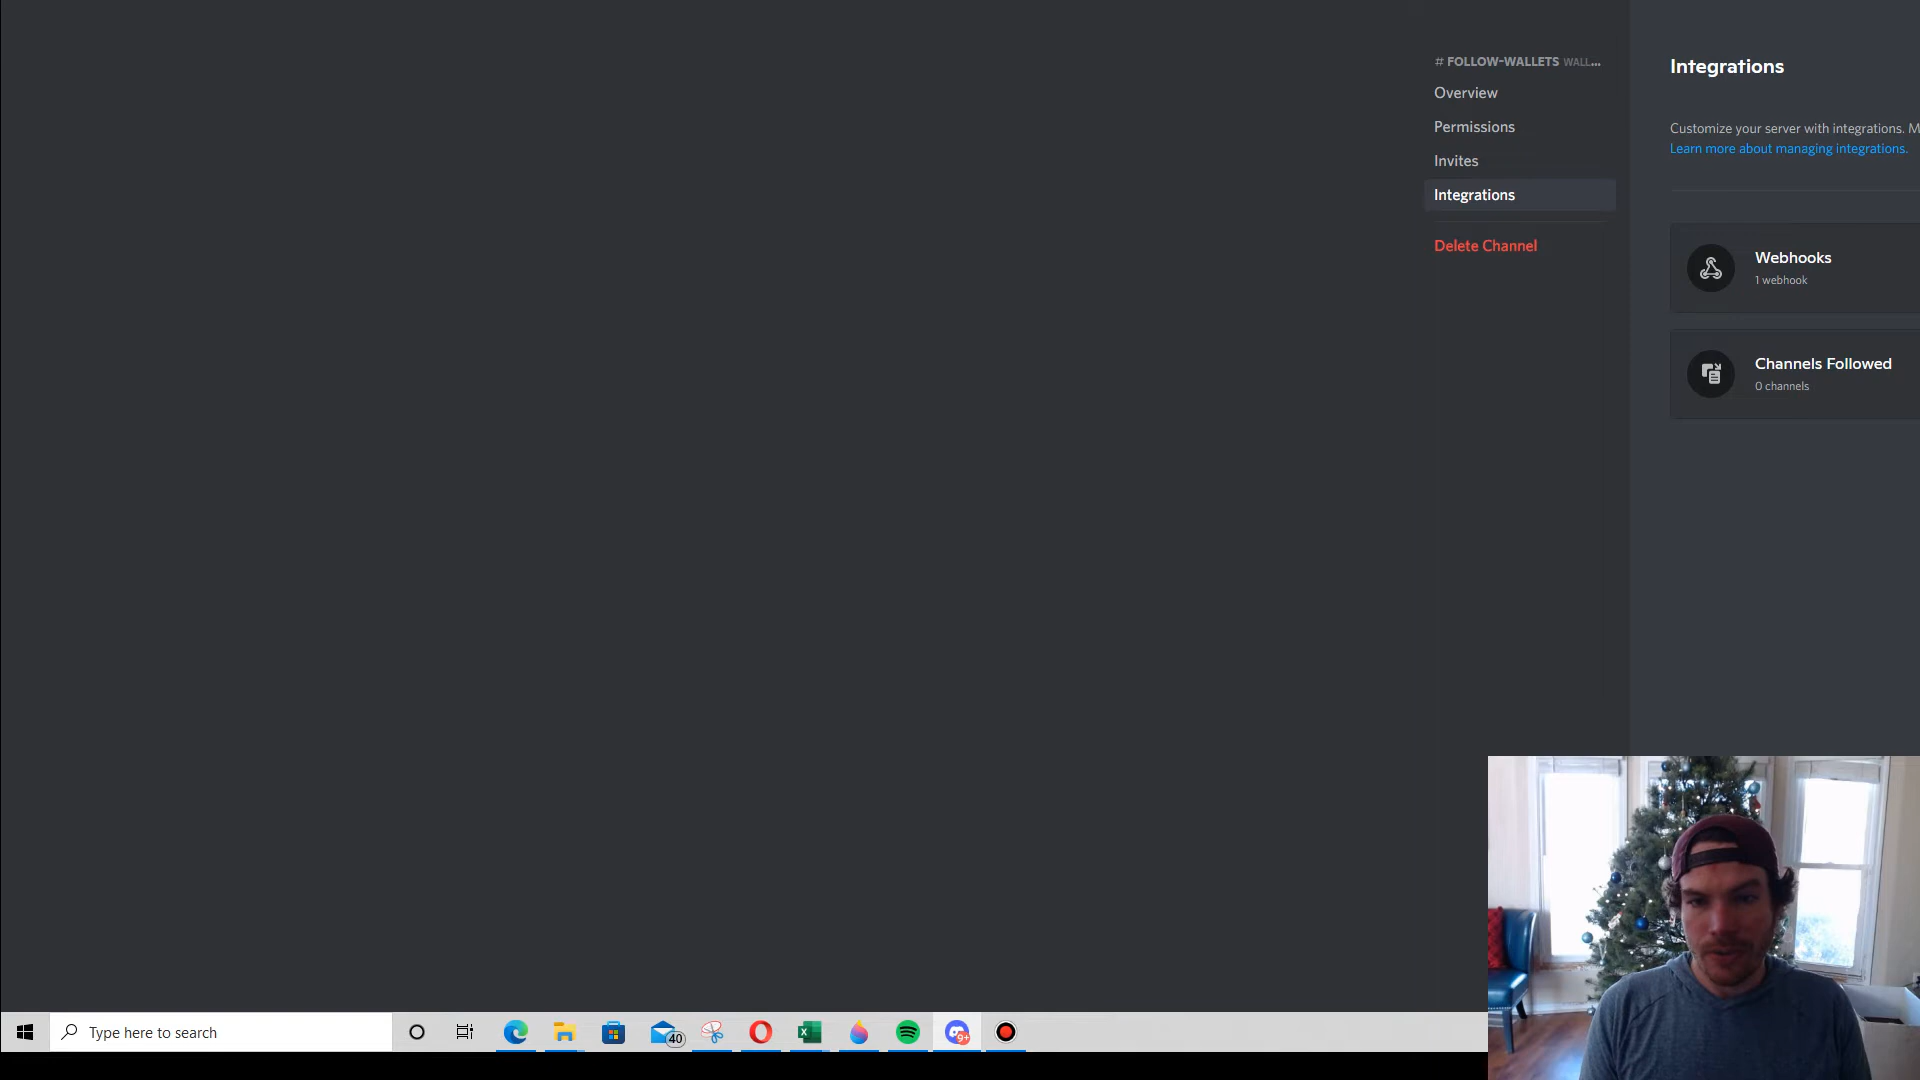 # FOLLOW-WALLETS WALL...
Overview
Permissions
Invites
Integrations
Delete Channel
Integrations
Customize your server with integrations. M
Learn more about managing integrations.
Webhooks
1 webhook
Channels Followed
0 channels
Type here to search
40
9+